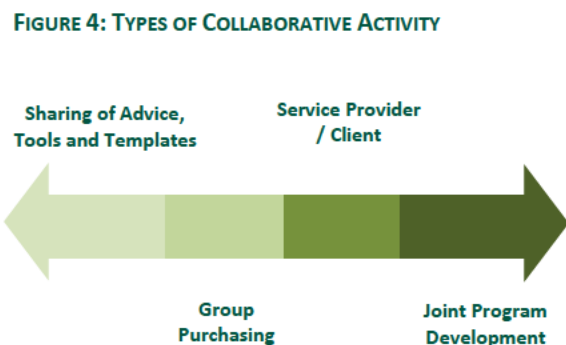 FIGURE 4: TYPES OF COLLABORATIVE ACTIVITY
Sharing of Advice,
Tools and Templates
Service Provider
/ Client
Group
Purchasing
Joint Program
Development